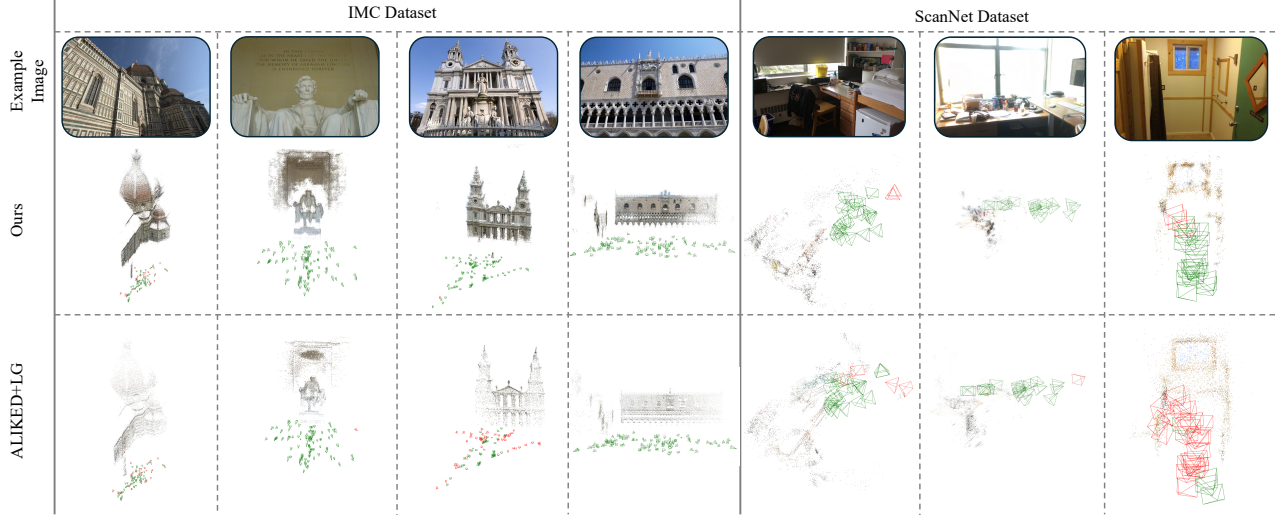 IMC Dataset
ScanNet Dataset
Example
Image
Ours
ALIKED+LG